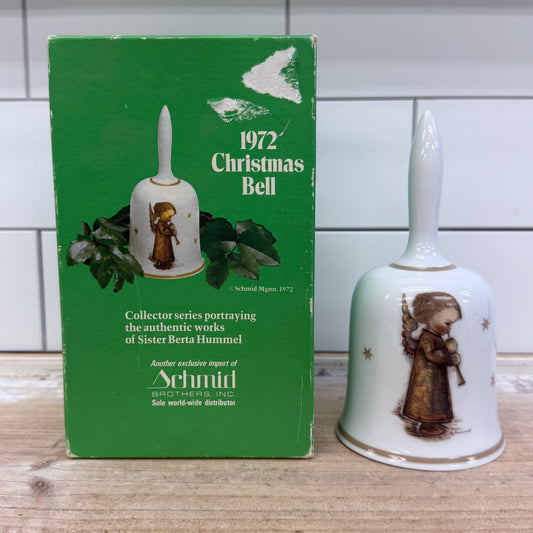 1972
Christmas
Bell
© Schmid Mgmt. 1972
Collector series portraying
the authentic works
of Sister Berta Hummel
Another exclusive import of
Schmid
BROTHERS, INC.
Sole world-wide distributor